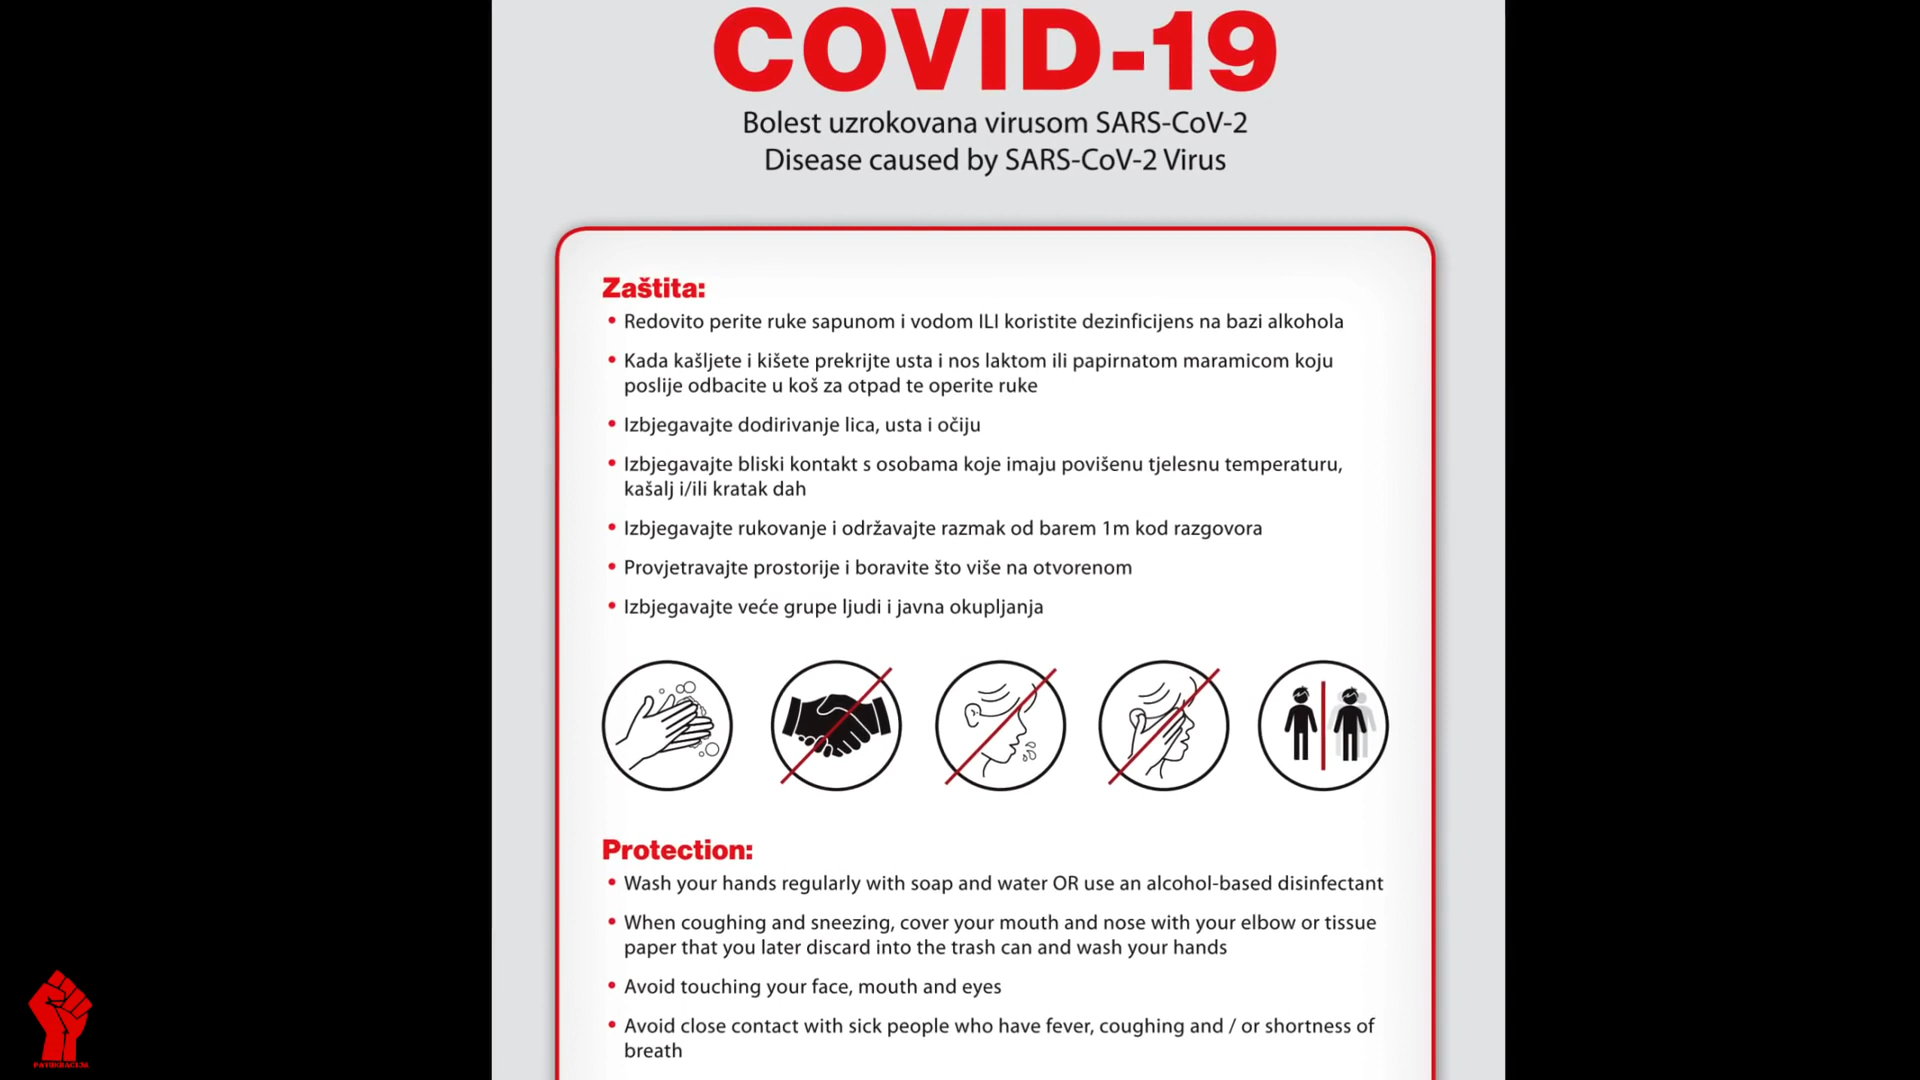 COVID-19
Bolest uzrokovana virusom SARS-CoV-2
Disease caused by SARS-CoV-2 Virus
Zaštita:
• Redovito perite ruke sapunom i vodom ILI koristite dezinficijens na bazi alkohola
• Kada kašljete i kišete prekrijte usta i nos laktom ili papirnatom maramicom koju
poslije odbacite u koš za otpad te operite ruke
• Izbjegavajte dodirivanje lica, usta i očiju
• Izbjegavajte bliski kontakt s osobama koje imaju povišenu tjelesnu temperaturu,
kašalj i/ili kratak dah
• Izbjegavajte rukovanje i održavajte razmak od barem 1m kod razgovora
• Provjetravajte prostorije i boravite što više na otvorenom
• Izbjegavajte veće grupe ljudi i javna okupljanja
Protection:
• Wash your hands regularly with soap and water OR use an alcohol-based disinfectant
• When coughing and sneezing, cover your mouth and nose with your elbow or tissue
paper that you later discard into the trash can and wash your hands
• Avoid touching your face, mouth and eyes
• Avoid close contact with sick people who have fever, coughing and / or shortness of
breath